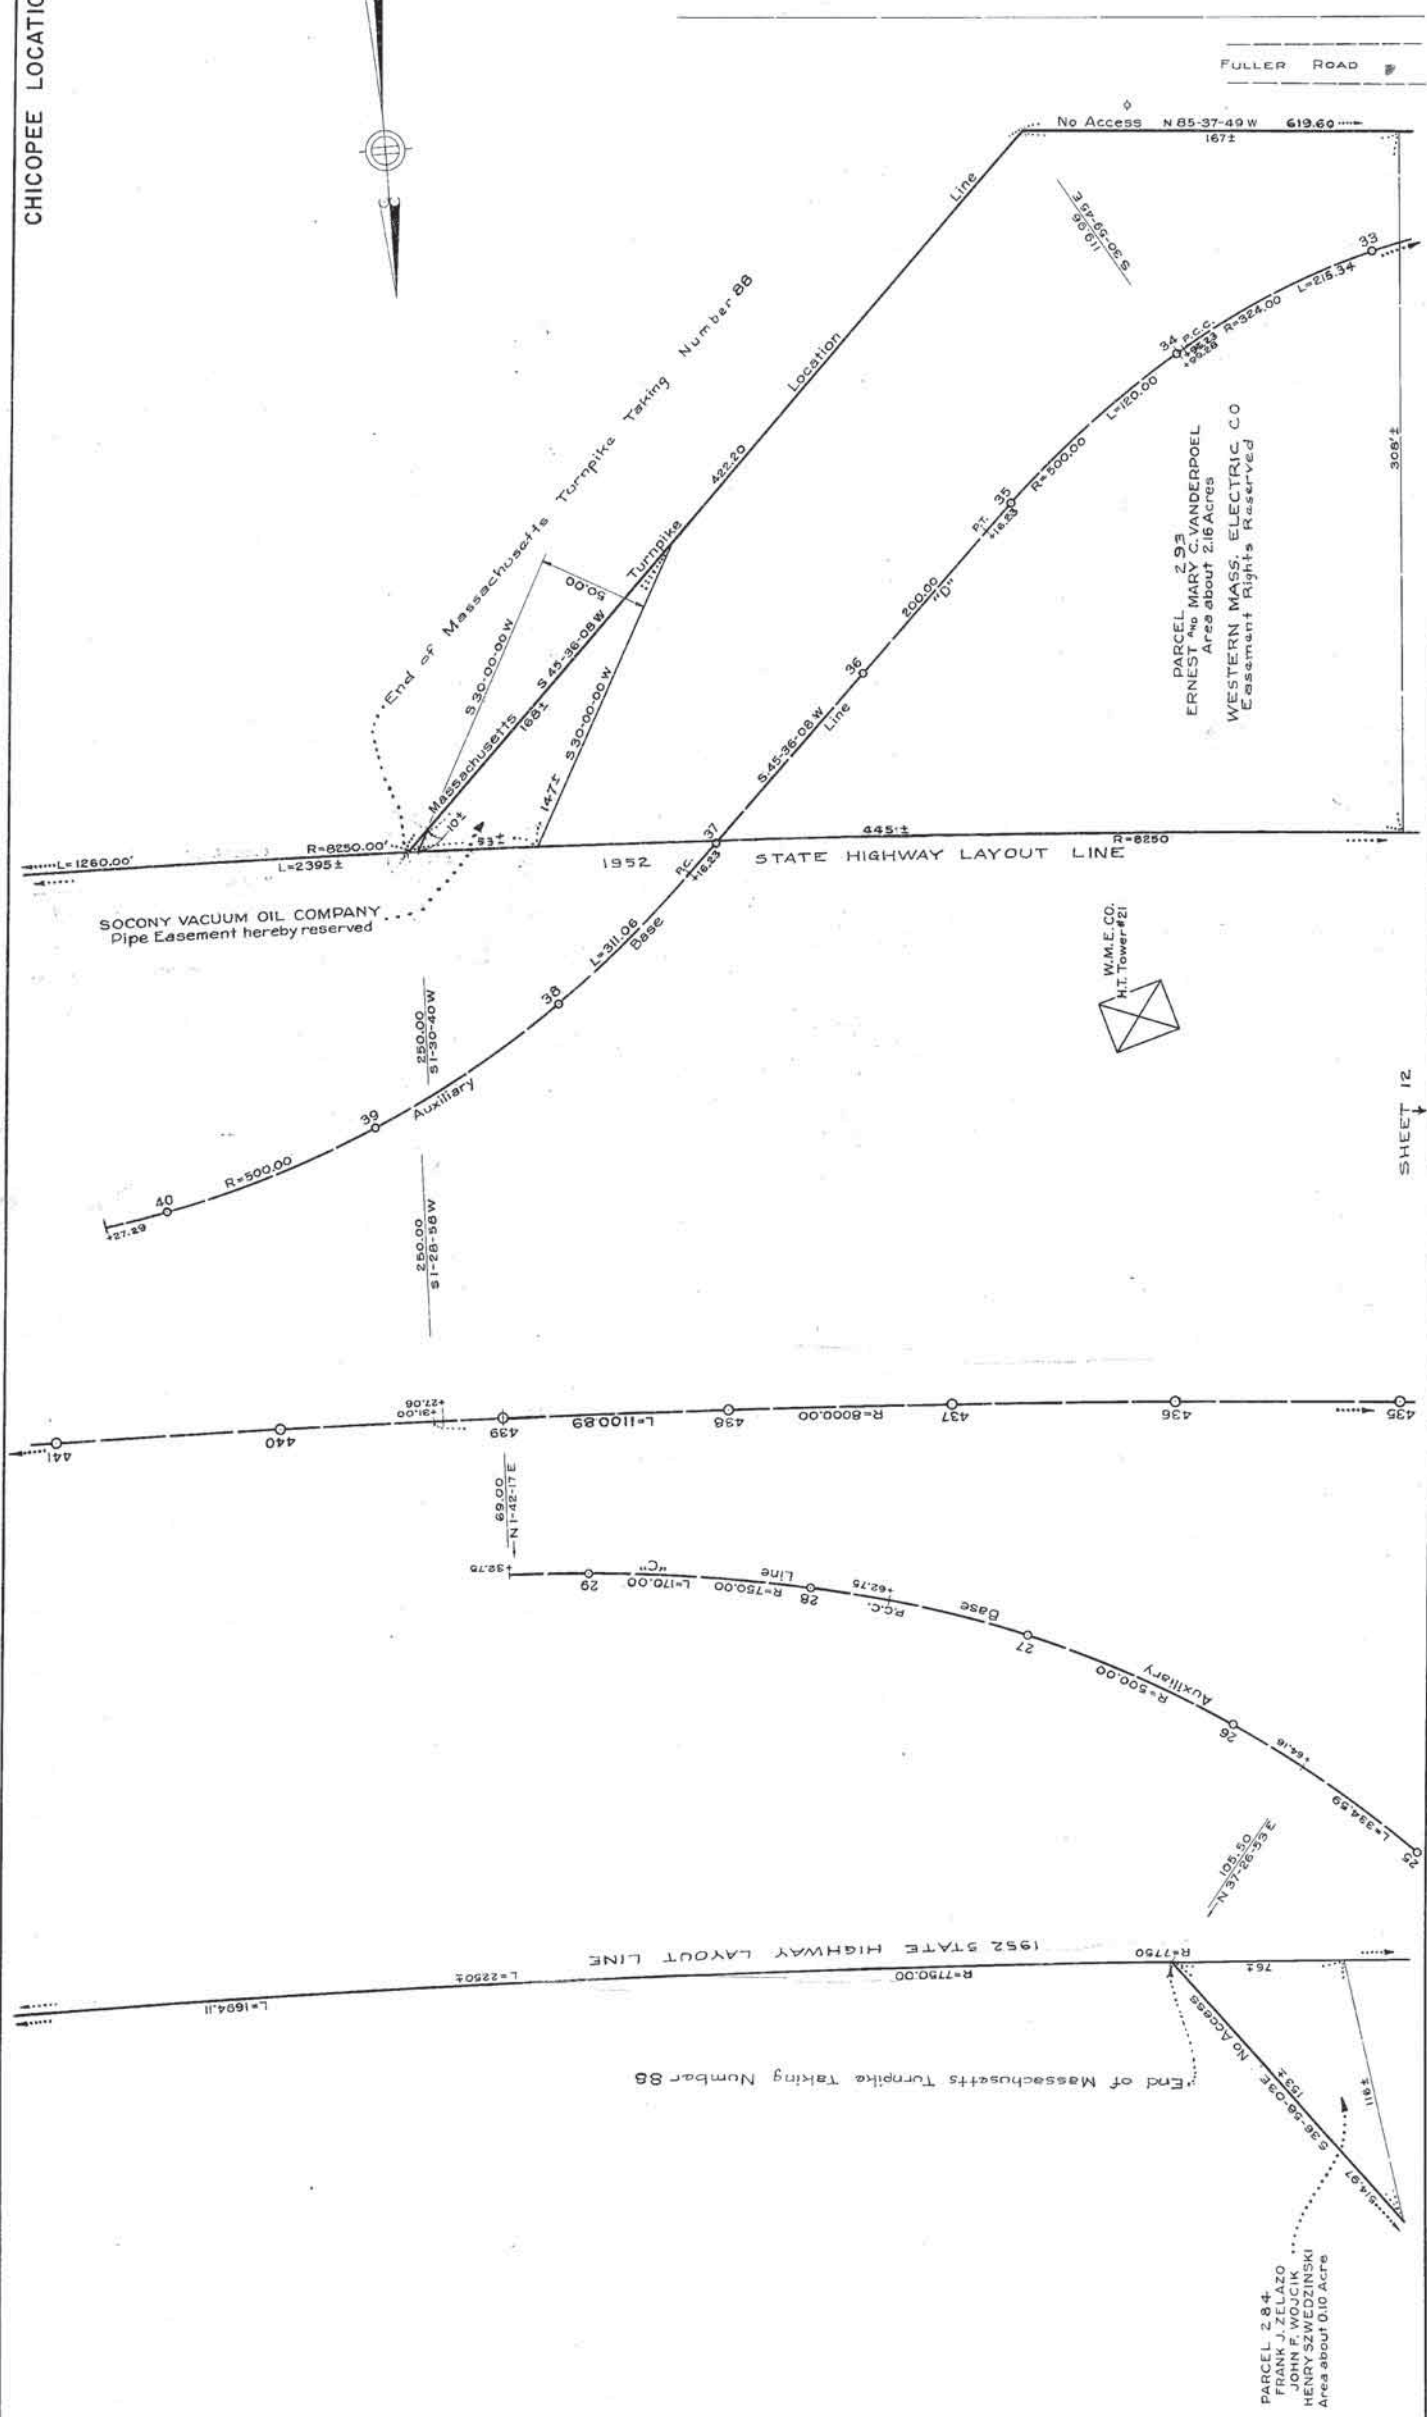 CHICOPEE LOCATIO
FULLER ROAD
No Access N 85-37-49 W 619.60
167±
Line
119.96
S 30-59-45 E
33
L=215.34
R=324.00
34
P.C.C.
L=120.00
R=500.00
35
P.T.
+16.23
308'±
PARCEL 293
ERNEST AND MARY C. VANDERPOEL
Area about 2.16 Acres
WESTERN MASS. ELECTRIC CO
Easement Rights Reserved
Location
422.20
Turnpike
End of Massachusetts Turnpike Taking Number 88
50.00
S 30-00-00 W
S 45-36-08 W
168±
Massachusetts
S 30-00-00 W
147±
10±
53±
200.00
"D"
36
S 45-36-08 W
Line
37
P.C.
+16.23
445±
R=8250
L=1260.00'
R=8250.00'
L=2395±
1952 STATE HIGHWAY LAYOUT LINE
SOCONY VACUUM OIL COMPANY
Pipe Easement hereby reserved
L=311.06
Base
38
250.00
S 1-30-40 W
W.M.E.CO.
H.T. Tower #21
39
Auxiliary
R=500.00
40
+27.29
250.00
S 1-28-58 W
SHEET 12
441
440
+31.00
+27.06
439
L=1100.89
438
R=8000.00
437
436
435
69.00
N 1-42-17 E
+32.75
29
L=170.00
"C"
R=750.00
Line
28
+62.75
P.C.C.
Base
27
Auxiliary
R=500.00
26
+64.16
L=334.59
25
105.50
N 37-26-53 E
1952 STATE HIGHWAY LAYOUT LINE
R=7750
L=1694.11
L=2250±
R=7750.00
76±
End of Massachusetts Turnpike Taking Number 88
No Access
153±
S 36-56-03 E
116±
514.97
PARCEL 284
FRANK J. ZELAZO
JOHN F. WOJCIK
HENRY SZWEDZINSKI
Area about 0.10 Acre